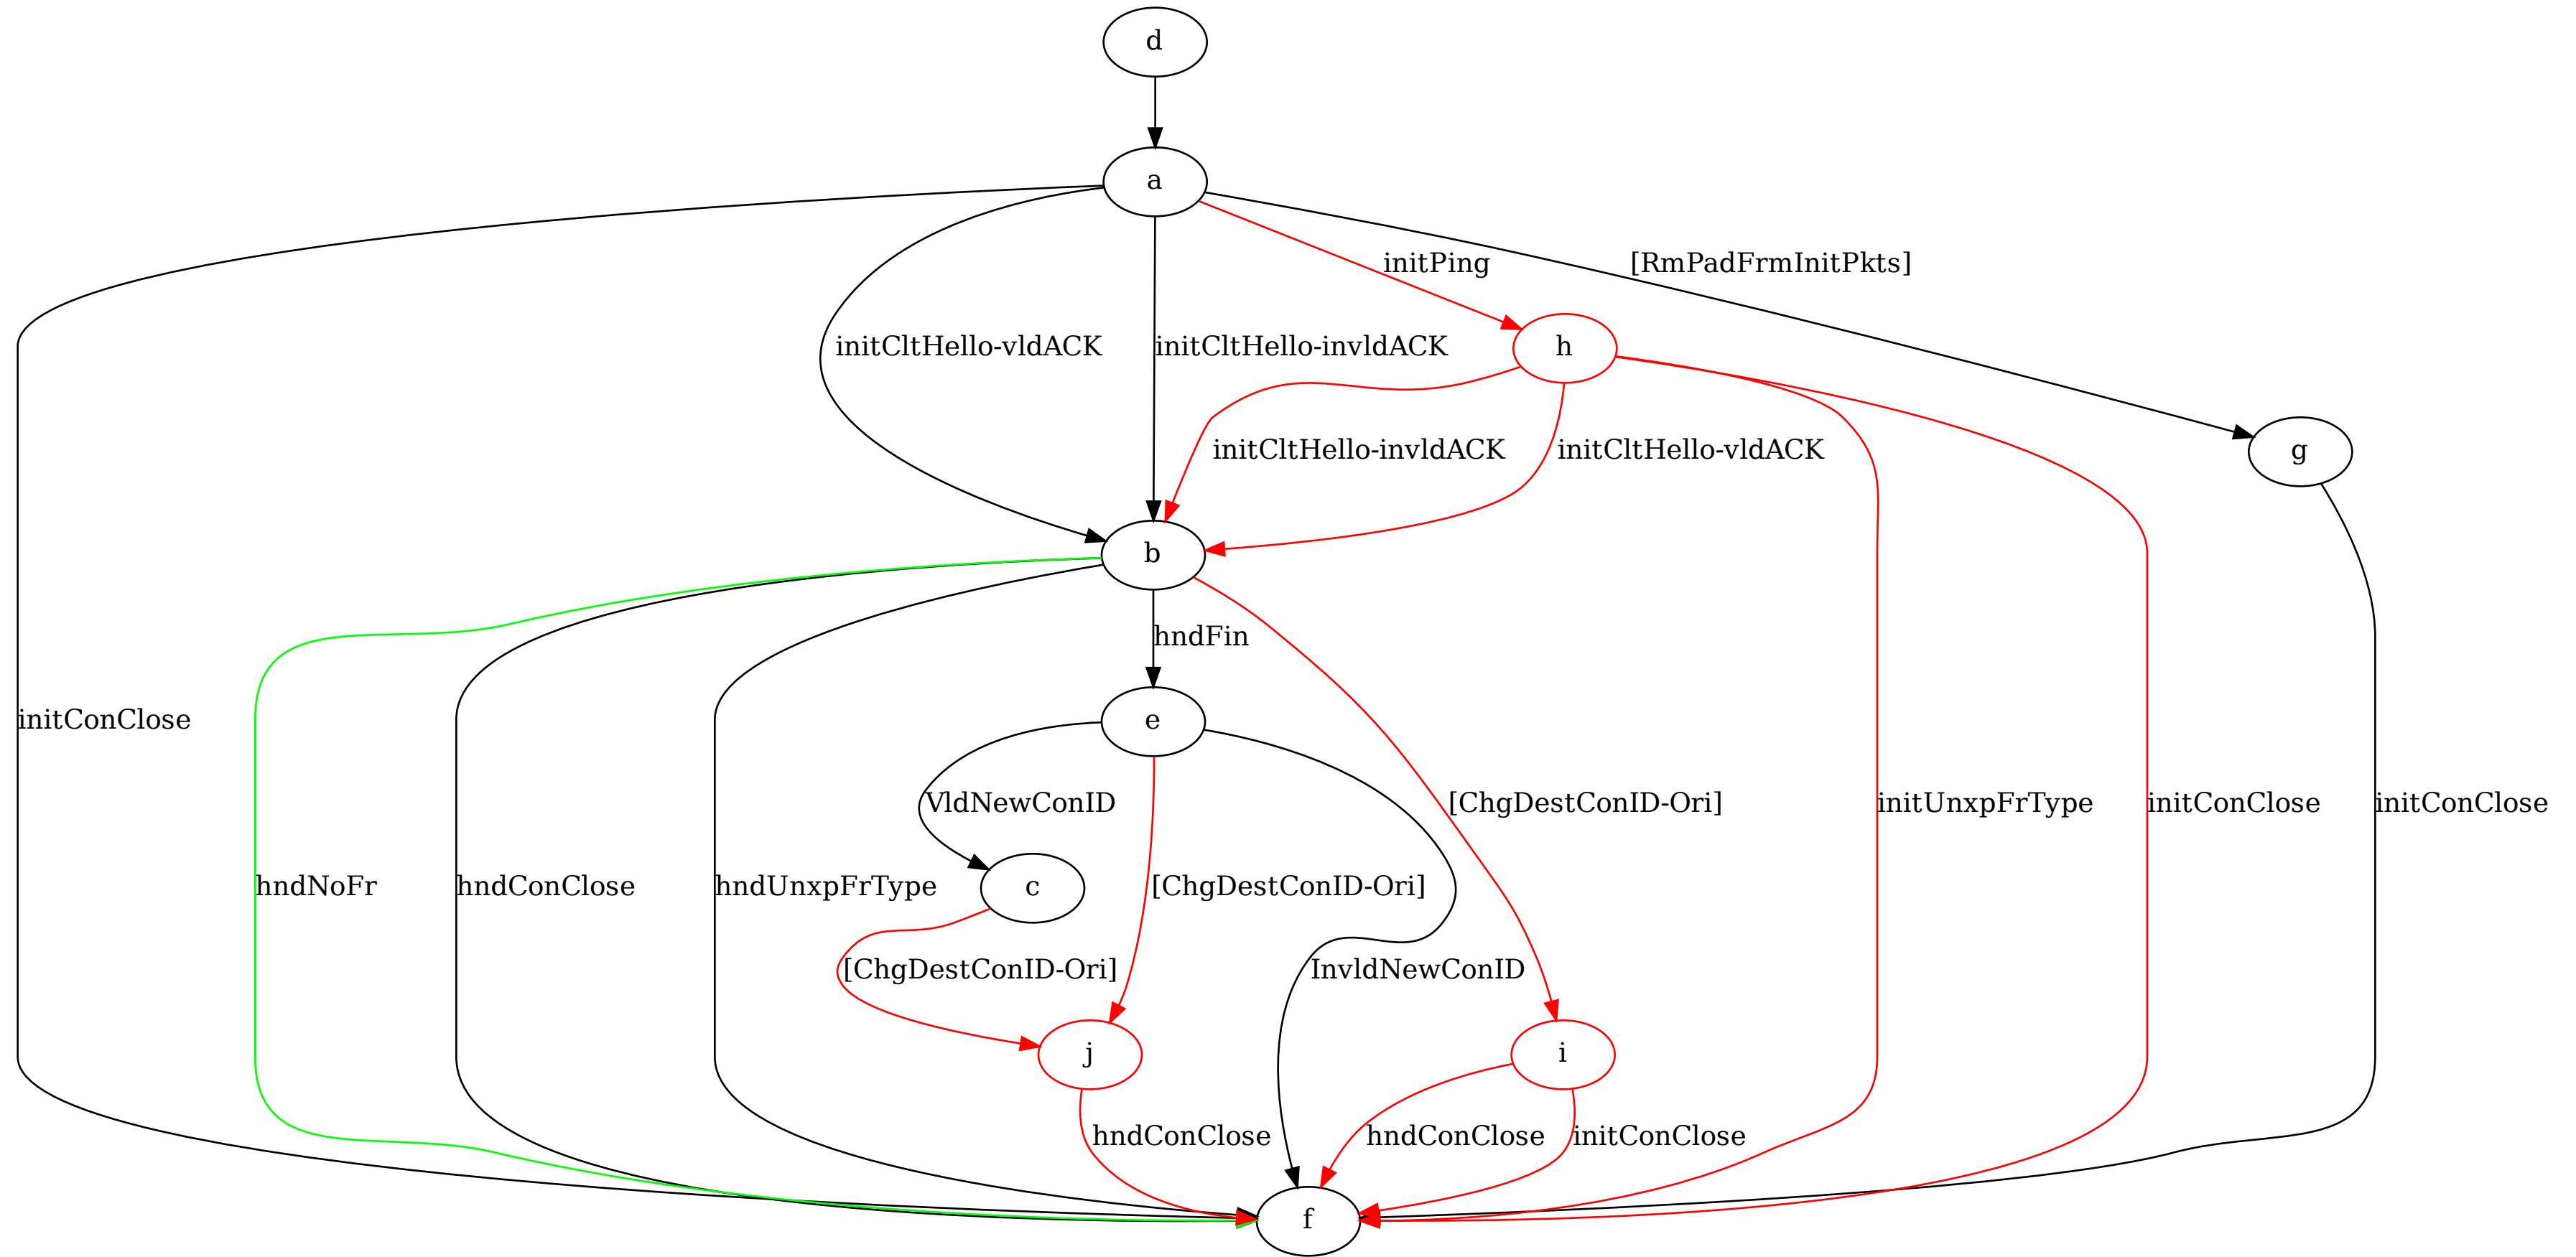 d
a
initPing
[RmPadFrmInitPkts]
initCltHello-vldACK
initCltHello-invldACK
h
initCltHello-invldACK
initCltHello-vldACK
g
b
hndFin
initConClose
e
VldNewConID
[ChgDestConID-Ori]
initUnxpFrType
initConClose
initConClose
hndNoFr
hndConClose
hndUnxpFrType
c
[ChgDestConID-Ori]
[ChgDestConID-Ori]
InvldNewConID
j
i
hndConClose
hndConClose
initConClose
f